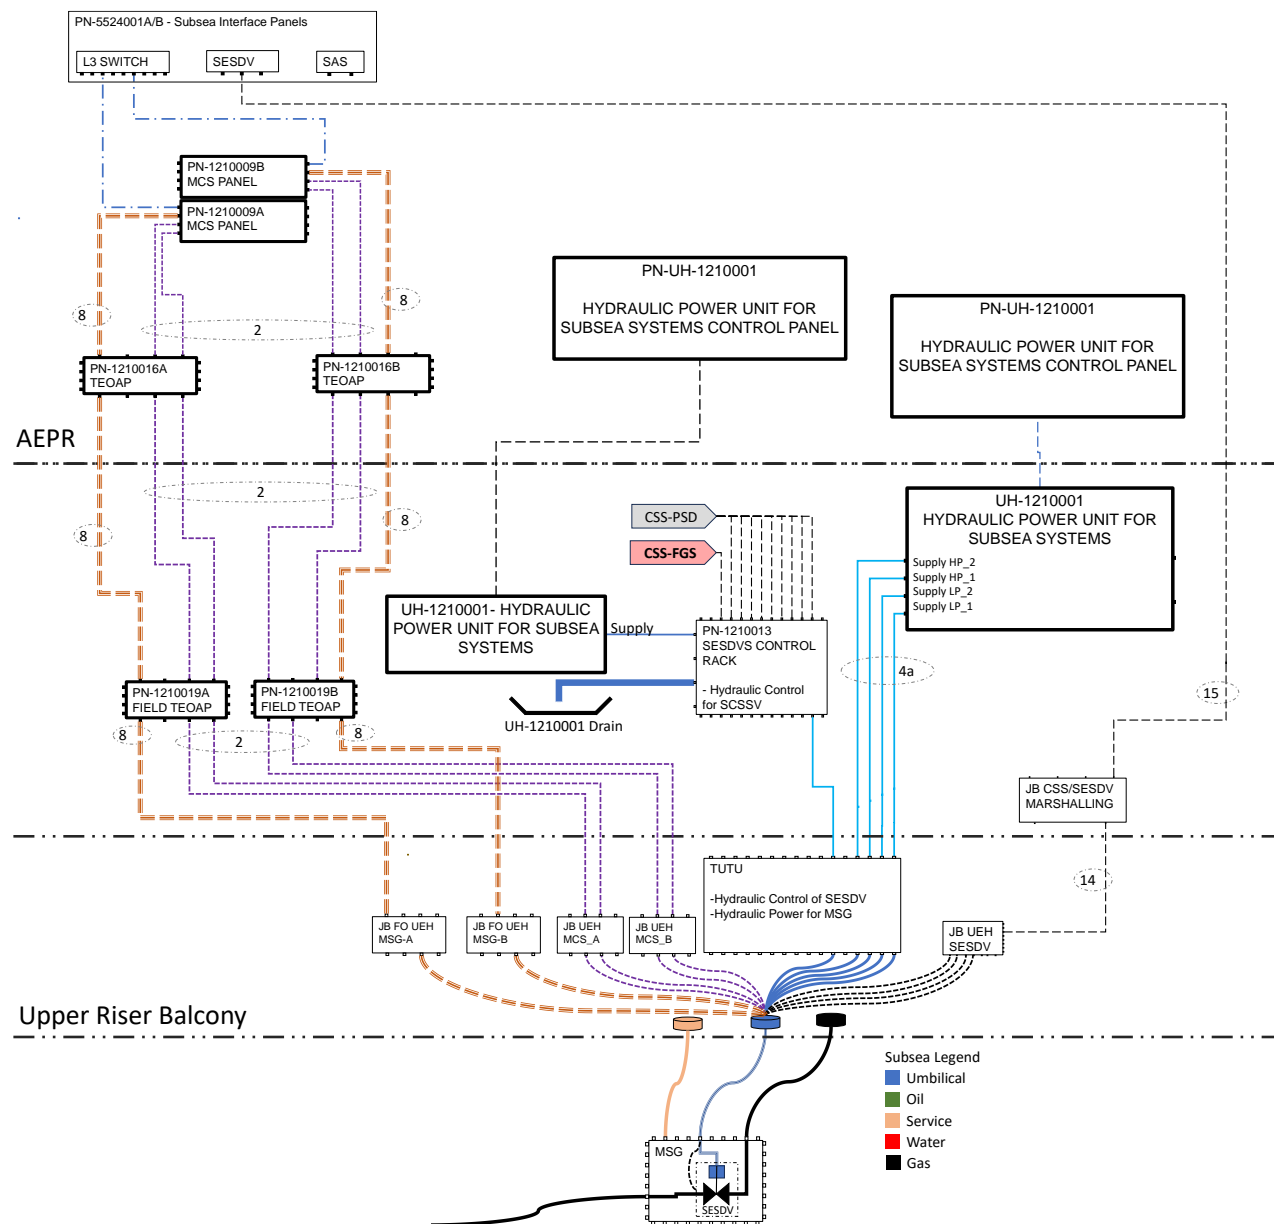 PN-5524001A/B - Subsea Interface Panels
L3 SWITCH
SESDV
SAS
PN-1210009B
MCS PANEL
PN-1210009A
MCS PANEL
8
8
2
PN-UH-1210001
HYDRAULIC POWER UNIT FOR
SUBSEA SYSTEMS CONTROL PANEL
PN-UH-1210001
HYDRAULIC POWER UNIT FOR
SUBSEA SYSTEMS CONTROL PANEL
PN-1210016A
TEOAP
PN-1210016B
TEOAP
AEPR
2
8
8
CSS-PSD
CSS-FGS
UH-1210001
HYDRAULIC POWER UNIT FOR
SUBSEA SYSTEMS
Supply HP_2
Supply HP_1
Supply LP_2
Supply LP_1
UH-1210001- HYDRAULIC
POWER UNIT FOR SUBSEA
SYSTEMS
Supply
PN-1210013
SESDVS CONTROL
RACK
- Hydraulic Control
for SCSSV
4a
15
PN-1210019A
FIELD TEOAP
PN-1210019B
FIELD TEOAP
UH-1210001 Drain
8
2
8
JB CSS/SESDV
MARSHALLING
TUTU
-Hydraulic Control of SESDV
-Hydraulic Power for MSG
14
JB FO UEH
MSG-A
JB FO UEH
MSG-B
JB UEH
MCS_A
JB UEH
MCS_B
JB UEH
SESDV
Upper Riser Balcony
Subsea Legend
Umbilical
Oil
Service
Water
Gas
MSG
SESDV